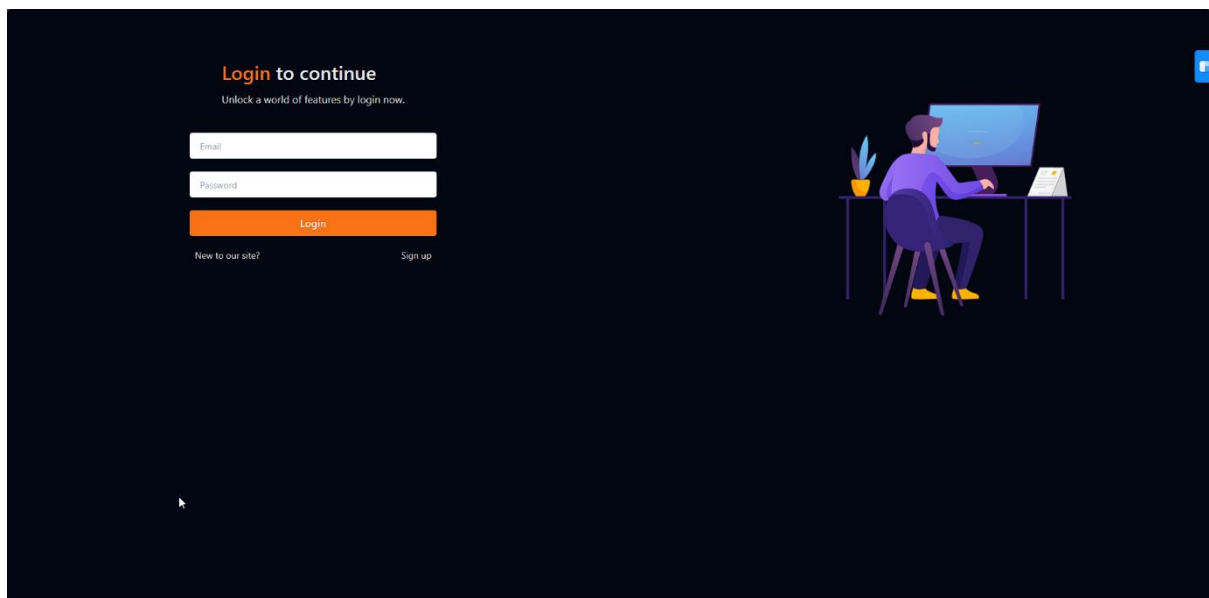 Login to continue
Unlock a world of features by login now.
Email
Password
Login
New to our site? Sign up